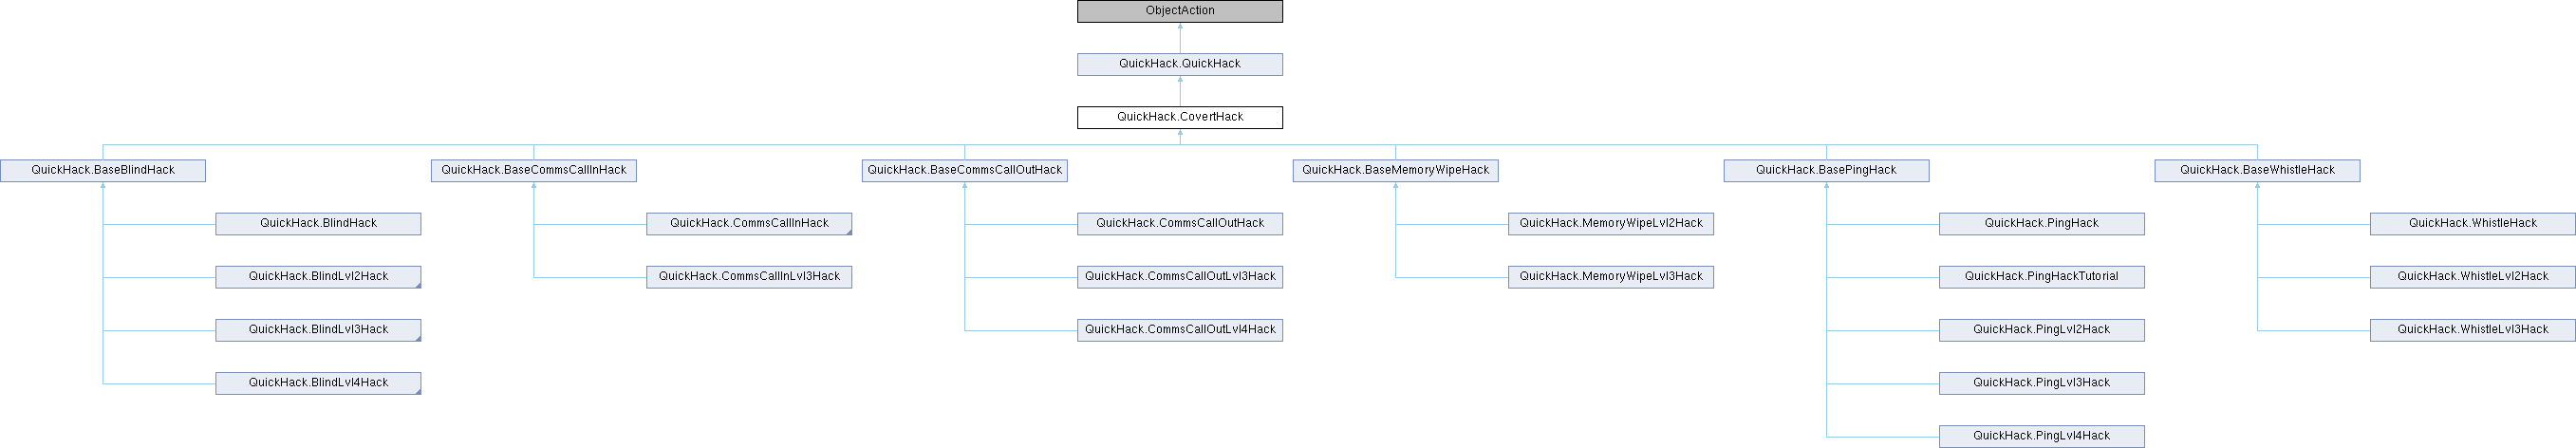 ObjectAction
QuickHack.QuickHack
QuickHack.CovertHack
QuickHack.BaseBlindHack
QuickHack.BaseCommsCallInHack
QuickHack.BaseCommsCallOutHack
QuickHack.BaseMemoryWipeHack
QuickHack.BasePingHack
QuickHack.BaseWhistleHack
QuickHack.BlindHack
QuickHack.CommsCallInHack
QuickHack.CommsCallOutHack
QuickHack.MemoryWipeLvl2Hack
QuickHack.PingHack
QuickHack.WhistleHack
QuickHack.BlindLvl2Hack
QuickHack.CommsCallInLvl3Hack
QuickHack.CommsCallOutLvl3Hack
QuickHack.MemoryWipeLvl3Hack
QuickHack.PingHackTutorial
QuickHack.WhistleLvl2Hack
QuickHack.BlindLvl3Hack
QuickHack.CommsCallOutLvl4Hack
QuickHack.PingLvl2Hack
QuickHack.WhistleLvl3Hack
QuickHack.BlindLvl4Hack
QuickHack.PingLvl3Hack
QuickHack.PingLvl4Hack